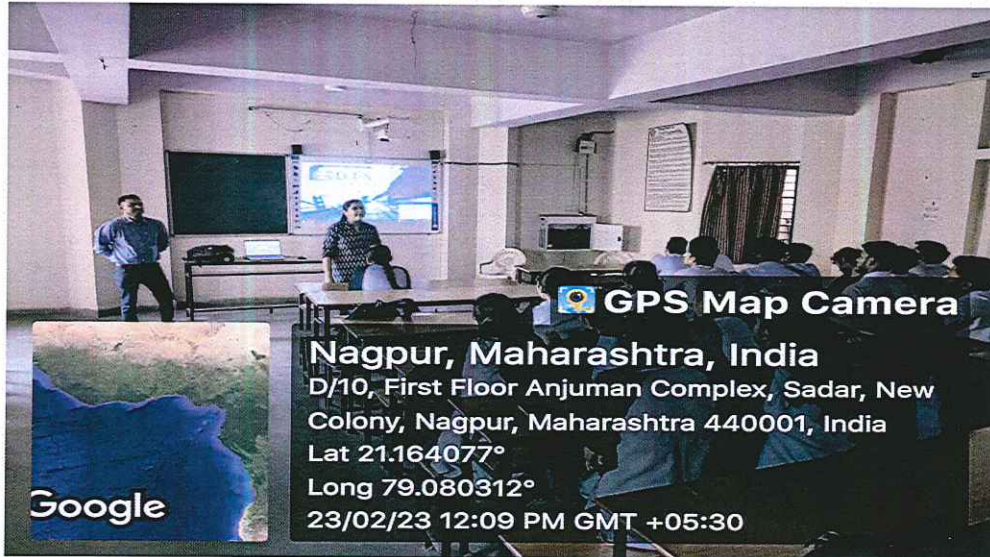 GPS Map Camera
Nagpur, Maharashtra, India
D/10, First Floor Anjuman Complex, Sadar, New
Colony, Nagpur, Maharashtra 440001, India
Lat 21.164077°
Long 79.080312°
23/02/23 12:09 PM GMT +05:30
Google